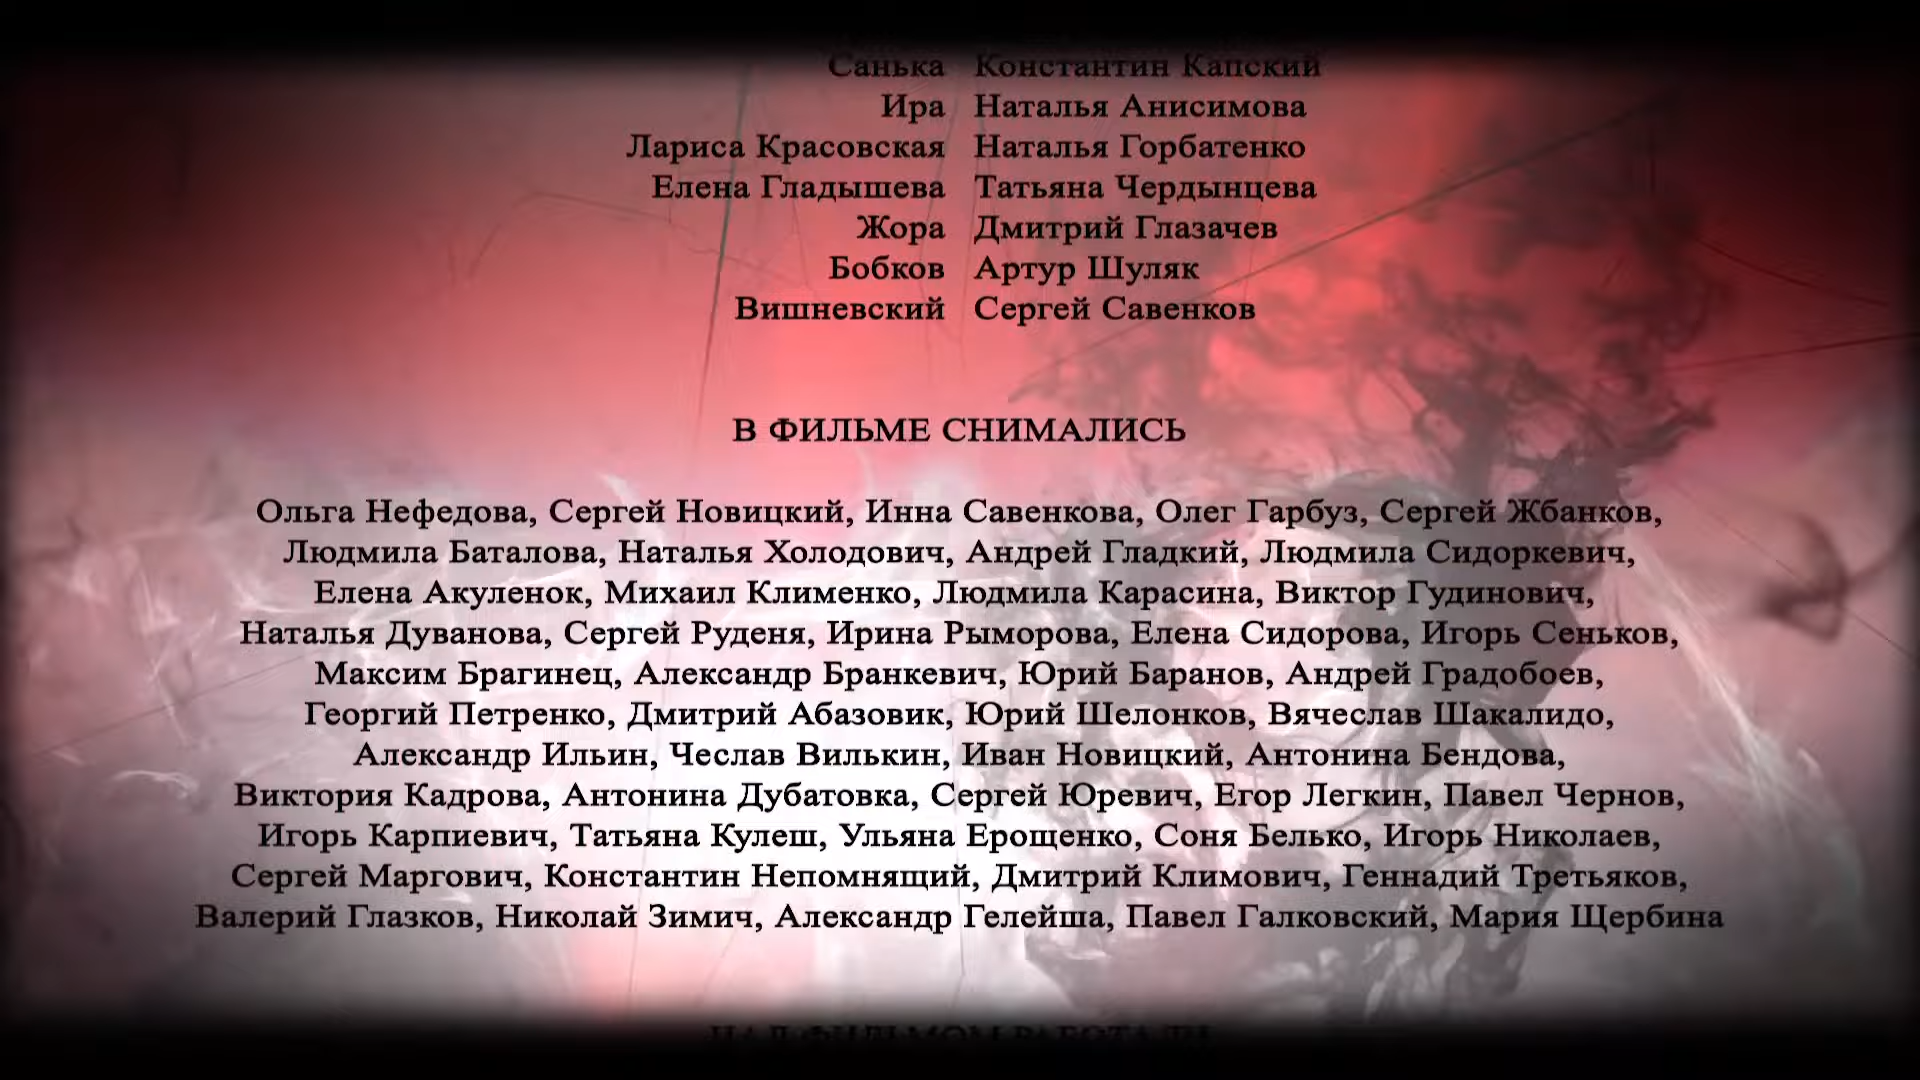 Санька Константин Капский
Ира Наталья Анисимова
Лариса Красовская Наталья Горбатенко
Елена Гладышева Татьяна Чердынцева
Жора Дмитрий Глазачев
Бобков Артур Шуляк
Вишневский Сергей Савенков
В ФИЛЬМЕ СНИМАЛИСЬ
Ольга Нефедова, Сергей Новицкий, Инна Савенкова, Олег Гарбуз, Сергей Жбанков,
Людмила Баталова, Наталья Холодович, Андрей Гладкий, Людмила Сидоркевич,
Елена Акуленок, Михаил Клименко, Людмила Карасина, Виктор Гудинович,
Наталья Дуванова, Сергей Руденя, Ирина Рыморова, Елена Сидорова, Игорь Сеньков,
Максим Брагинец, Александр Бранкевич, Юрий Баранов, Андрей Градобоев,
Георгий Петренко, Дмитрий Абазовик, Юрий Шелонков, Вячеслав Шакалидо,
Александр Ильин, Чеслав Вилькин, Иван Новицкий, Антонина Бендова,
Виктория Кадрова, Антонина Дубатовка, Сергей Юревич, Егор Легкин, Павел Чернов,
Игорь Карпиевич, Татьяна Кулеш, Ульяна Ерощенко, Соня Белько, Игорь Николаев,
Сергей Маргович, Константин Непомнящий, Дмитрий Климович, Геннадий Третьяков,
Валерий Глазков, Николай Зимич, Александр Гелейша, Павел Галковский, Мария Щербина
НАД ФИЛЬМОМ РАБОТАЛИ